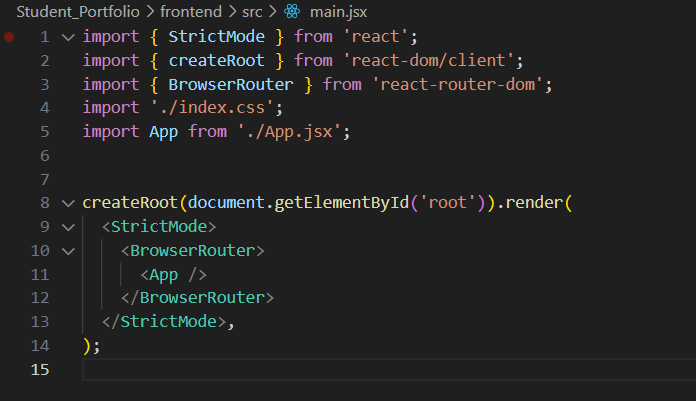 Student_Portfolio > frontend > src > main.jsx
1 import { StrictMode } from 'react';
2 import { createRoot } from 'react-dom/client';
3 import { BrowserRouter } from 'react-router-dom';
4 import './index.css';
5 import App from './App.jsx';
6
7
8 createRoot(document.getElementById('root')).render(
9   <StrictMode>
10     <BrowserRouter>
11       <App />
12     </BrowserRouter>
13   </StrictMode>,
14 );
15